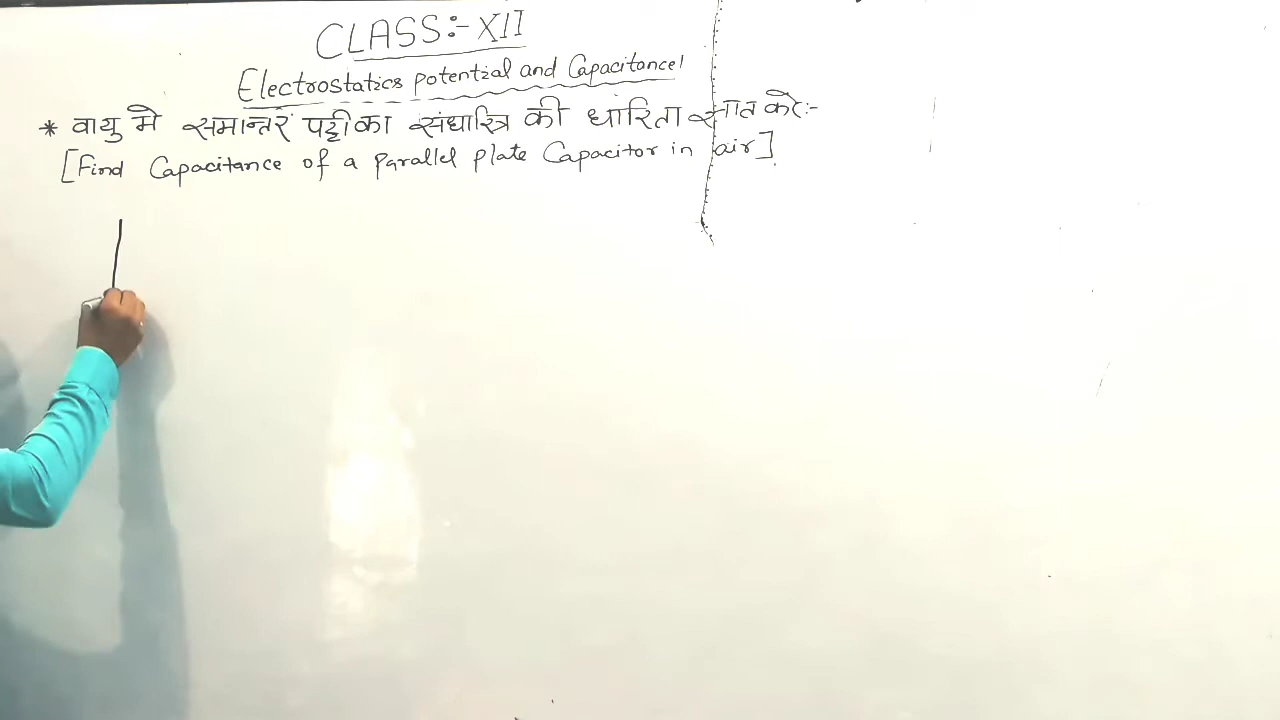 CLASS:- XII
Electrostatics potential and Capacitance
* वायु मे समान्तर पट्टीका संधारित्र की धारिता ज्ञात करे:-
[Find Capacitance of a parallel plate Capacitor in air]